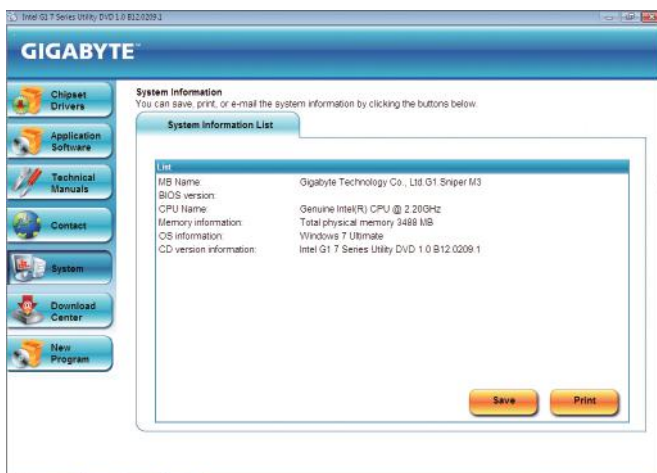 Intel G1 7 Series Utility DVD 1.0 B12.0209.1
GIGABYTE™
Chipset
Drivers
Application
Software
Technical
Manuals
Contact
System
Download
Center
New
Program
System Information
You can save, print, or e-mail the system information by clicking the buttons below.
System Information List
List
MB Name: Gigabyte Technology Co., Ltd.G1.Sniper M3
BIOS version:
CPU Name: Genuine Intel(R) CPU @ 2.20GHz
Memory information: Total physical memory 3488 MB
OS information: Windows 7 Ultimate
CD version information: Intel G1 7 Series Utility DVD 1.0 B12.0209.1
Save Print